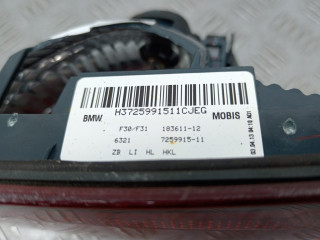 H3725991511CJEG
BMW MOBIS
F30/F31 183611-12
6321 7259915-11
ZB LI HL HKL